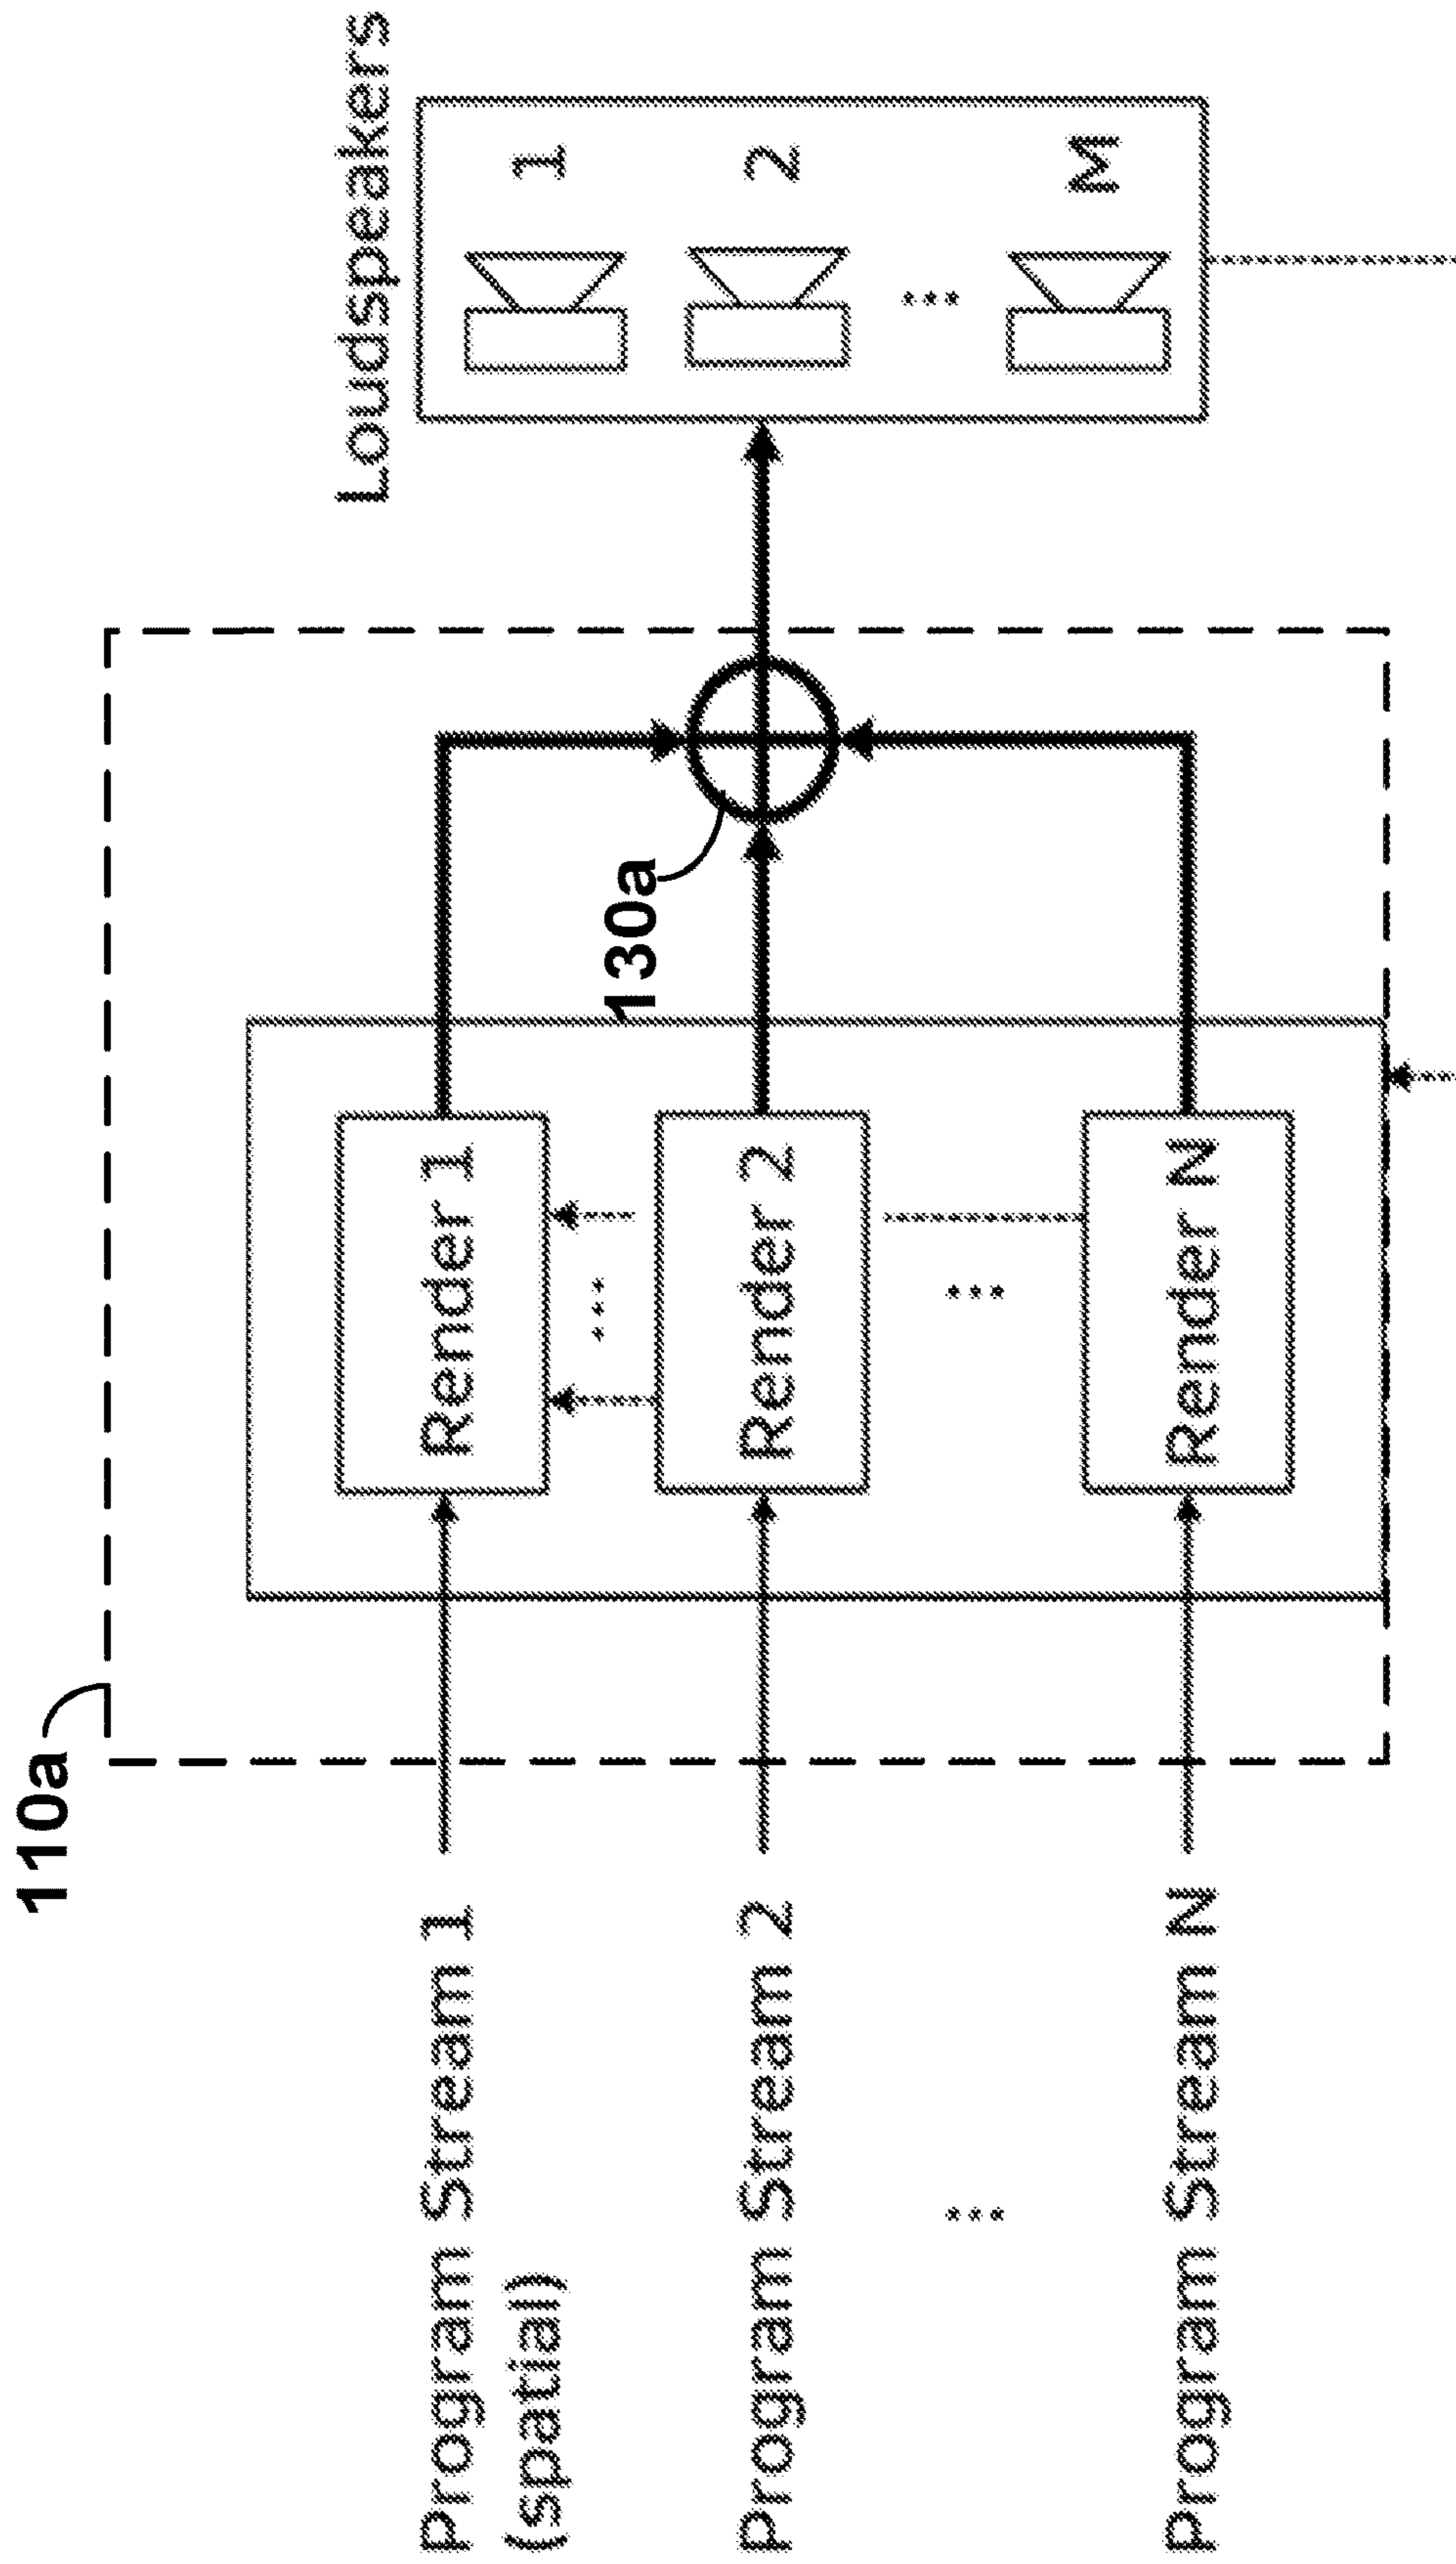 110a
Loudspeakers
Program Stream 1
(spatial)
Render 1
1
130a
Program Stream 2
Render 2
2
...
...
...
...
Program Stream N
Render N
M